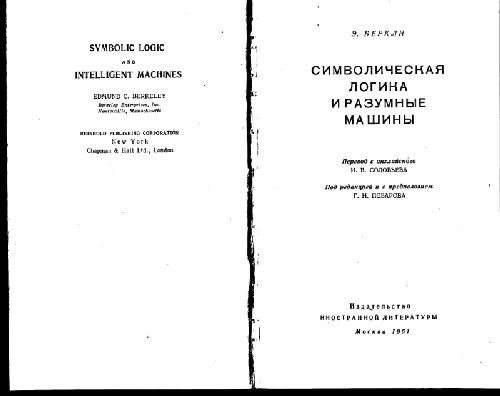 SYMBOLIC LOGIC
AND
INTELLIGENT MACHINES
EDMUND C. BERKELEY
Berkeley Enterprises, Inc.
Newtonville, Massachusetts
REINHOLD PUBLISHING CORPORATION
New York
Chapman & Hall Ltd., London
Э. БЕРКЛИ
СИМВОЛИЧЕСКАЯ
ЛОГИКА
И РАЗУМНЫЕ
МАШИНЫ
Перевод с английского
И. В. СОЛОВЬЕВА
Под редакцией и с предисловием
Г. Н. ПОВАРОВА
Издательство
ИНОСТРАННОЙ ЛИТЕРАТУРЫ
Москва 1961